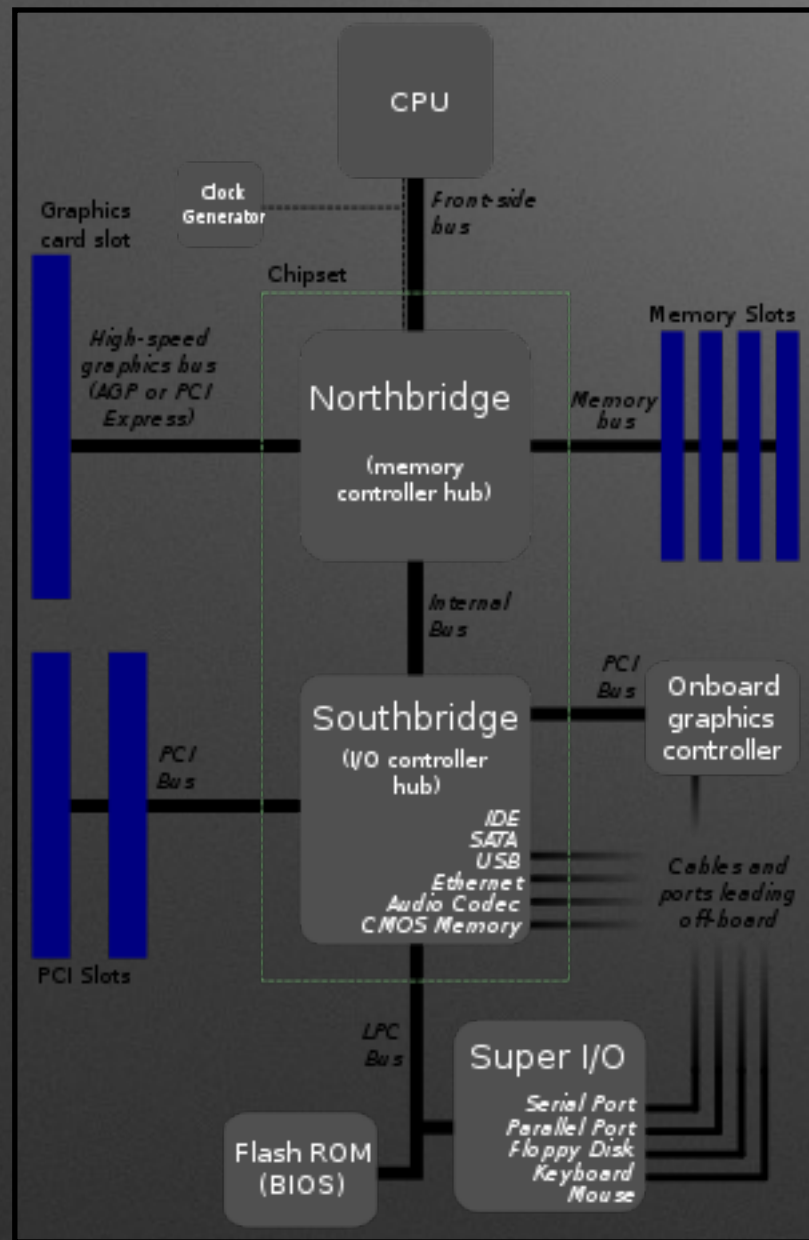 CPU
Clock
Generator
Front-side
bus
Graphics
card slot
Chipset
High-speed
graphics bus
(AGP or PCI
Express)
Northbridge
(memory
controller hub)
Memory Slots
Memory
bus
Internal
Bus
PCI
Bus
Onboard
graphics
controller
Southbridge
(I/O controller
hub)
PCI
Bus
IDE
SATA
USB
Ethernet
Audio Codec
CMOS Memory
Cables and
ports leading
off-board
PCI Slots
LPC
Bus
Super I/O
Serial Port
Parallel Port
Floppy Disk
Keyboard
Mouse
Flash ROM
(BIOS)